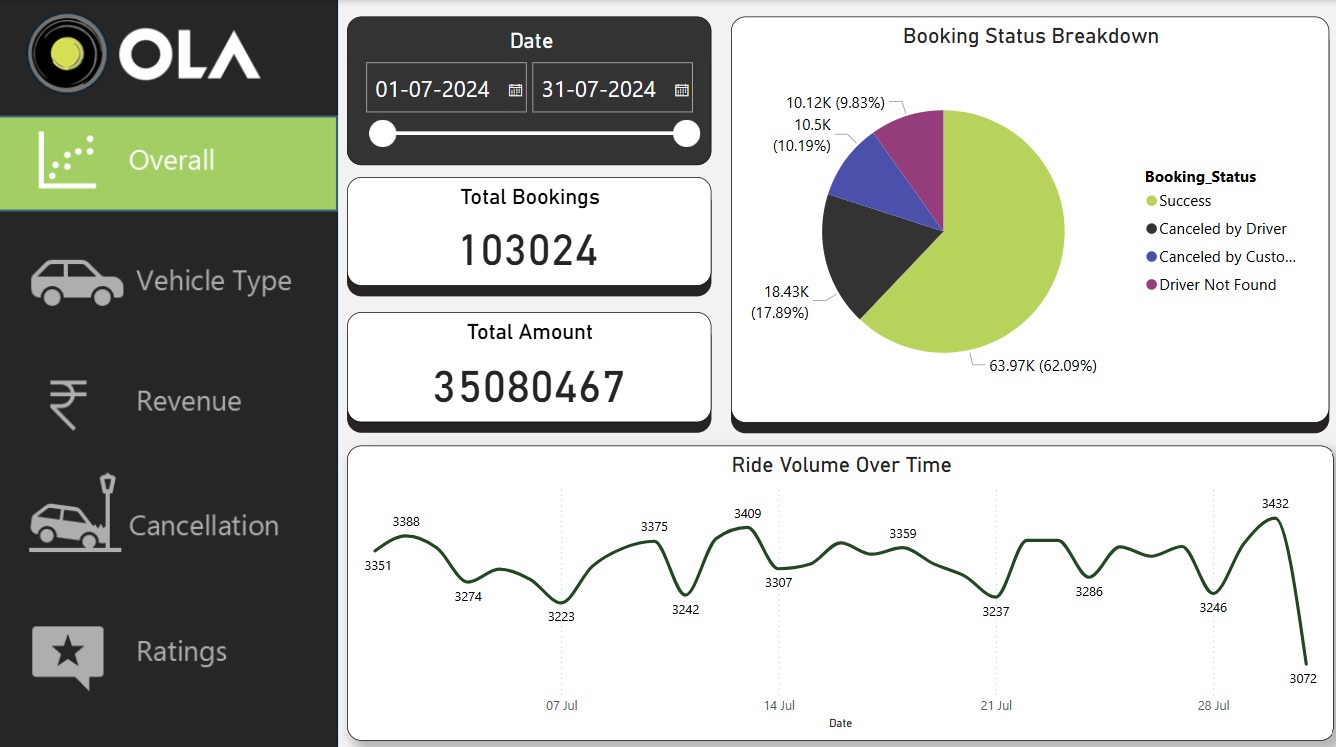 OLA
Overall
Vehicle Type
Revenue
Cancellation
Ratings
Date
01-07-2024 31-07-2024
Total Bookings
103024
Total Amount
35080467
Booking Status Breakdown
10.12K (9.83%)
10.5K
(10.19%)
18.43K
(17.89%)
63.97K (62.09%)
Booking_Status
Success
Canceled by Driver
Canceled by Custo...
Driver Not Found
Ride Volume Over Time
3351
3388
3274
3223
3375
3242
3409
3307
3359
3237
3286
3246
3432
3072
07 Jul 14 Jul 21 Jul 28 Jul
Date